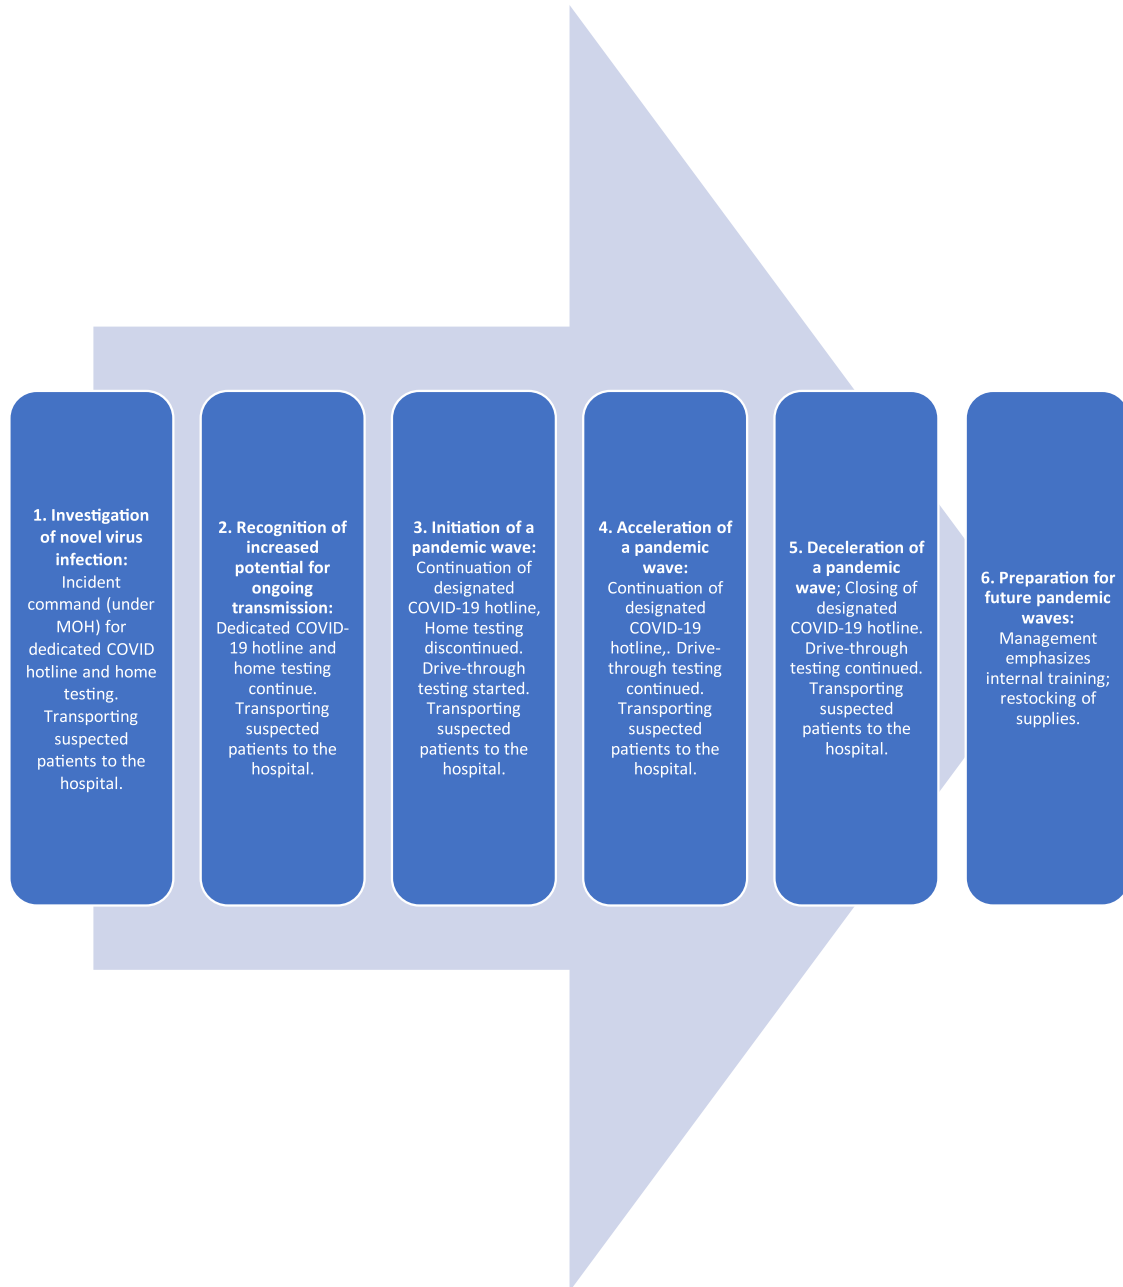 1. Investigation
of novel virus
infection:
Incident
command (under
MOH) for
dedicated COVID
hotline and home
testing.
Transporting
suspected
patients to the
hospital.
2. Recognition of
increased
potential for
ongoing
transmission:
Dedicated COVID-
19 hotline and
home testing
continue.
Transporting
suspected
patients to the
hospital.
3. Initiation of a
pandemic wave:
Continuation of
designated
COVID-19 hotline,
Home testing
discontinued.
Drive-through
testing started.
Transporting
suspected
patients to the
hospital.
4. Acceleration of
a pandemic
wave:
Continuation of
designated
COVID-19
hotline,. Drive-
through testing
continued.
Transporting
suspected
patients to the
hospital.
5. Deceleration of
a pandemic
wave; Closing of
designated
COVID-19 hotline.
Drive-through
testing continued.
Transporting
suspected
patients to the
hospital.
6. Preparation for
future pandemic
waves:
Management
emphasizes
internal training;
restocking of
supplies.